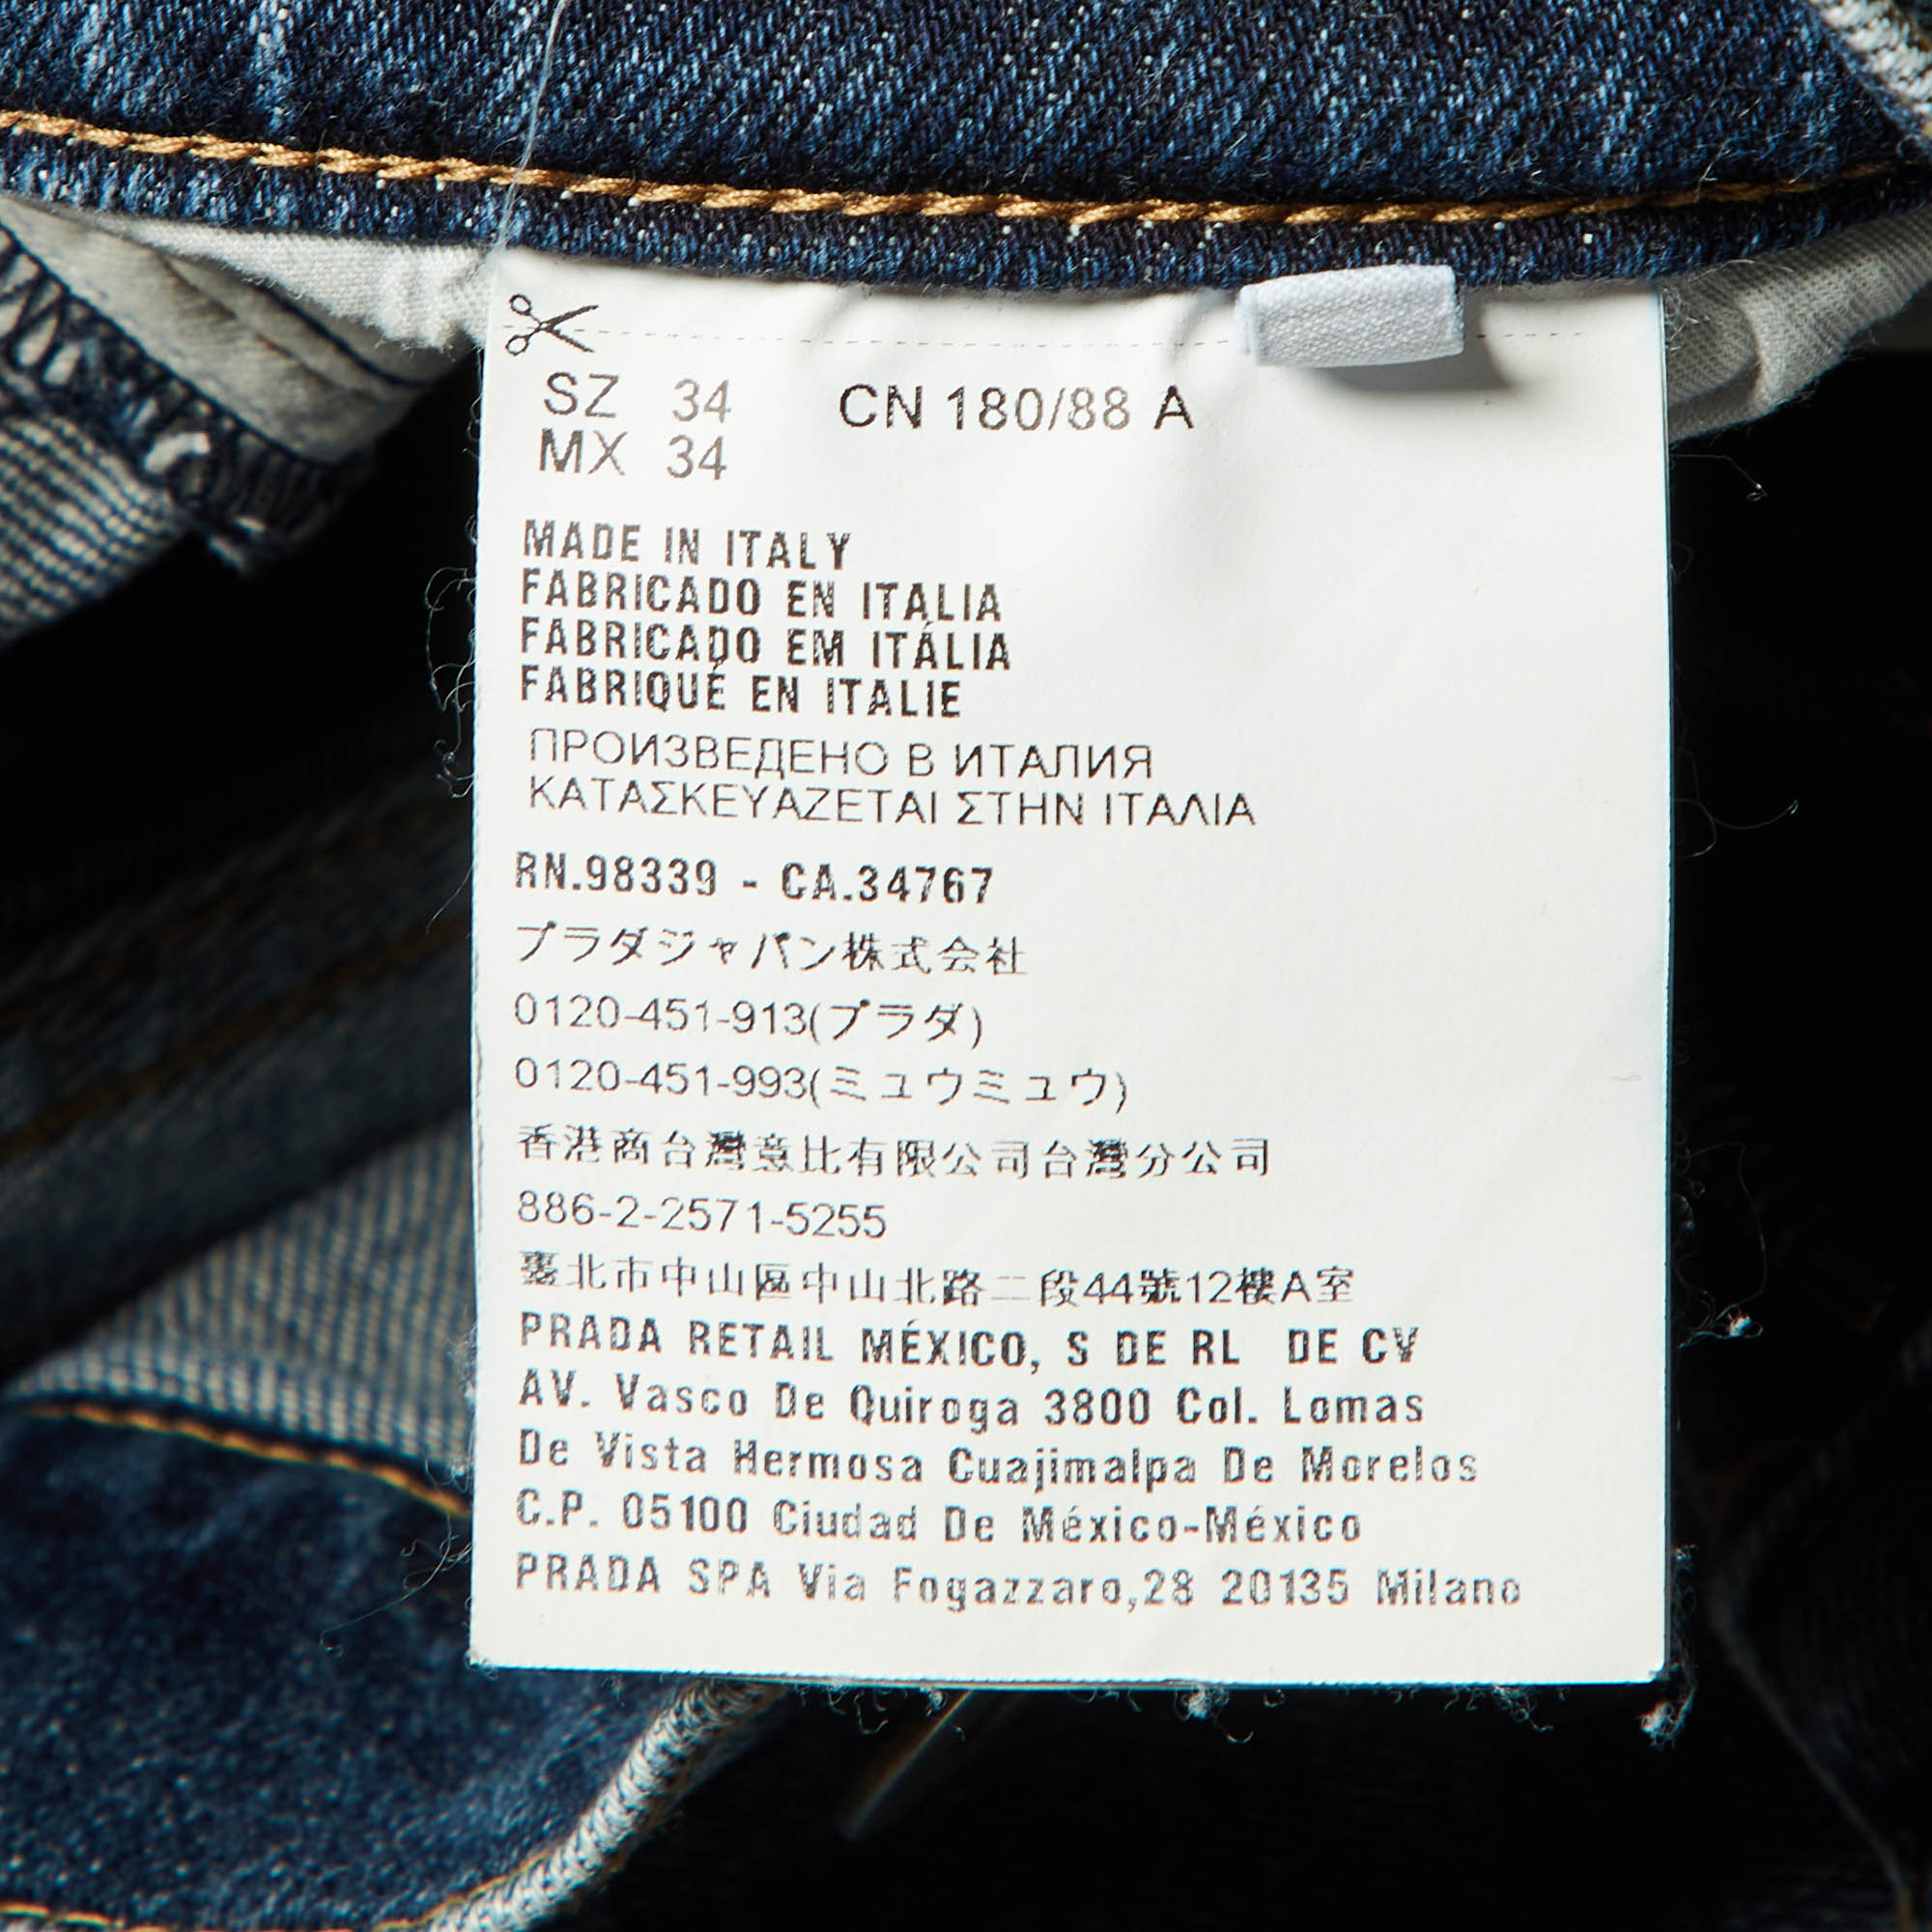 SZ 34 CN 180/88 A
MX 34
MADE IN ITALY
FABRICADO EN ITALIA
FABRICADO EM ITÁLIA
FABRIQUÉ EN ITALIE
ПРОИЗВЕДЕНО В ИТАЛИЯ
ΚΑΤΑΣΚΕΥΑΖΕΤΑΙ ΣΤΗΝ ΙΤΑΛΙΑ
RN.98339 - CA.34767
プラダジャパン株式会社
0120-451-913(プラダ)
0120-451-993(ミュウミュウ)
香港商台灣意比有限公司台灣分公司
886-2-2571-5255
臺北市中山區中山北路二段44號12樓A室
PRADA RETAIL MÉXICO, S DE RL DE CV
AV. Vasco De Quiroga 3800 Col. Lomas
De Vista Hermosa Cuajimalpa De Morelos
C.P. 05100 Ciudad De México-México
PRADA SPA Via Fogazzaro,28 20135 Milano